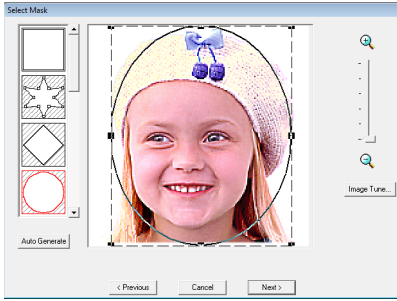 Select Mask
Image Tune...
Auto Generate
< Previous
Cancel
Next >